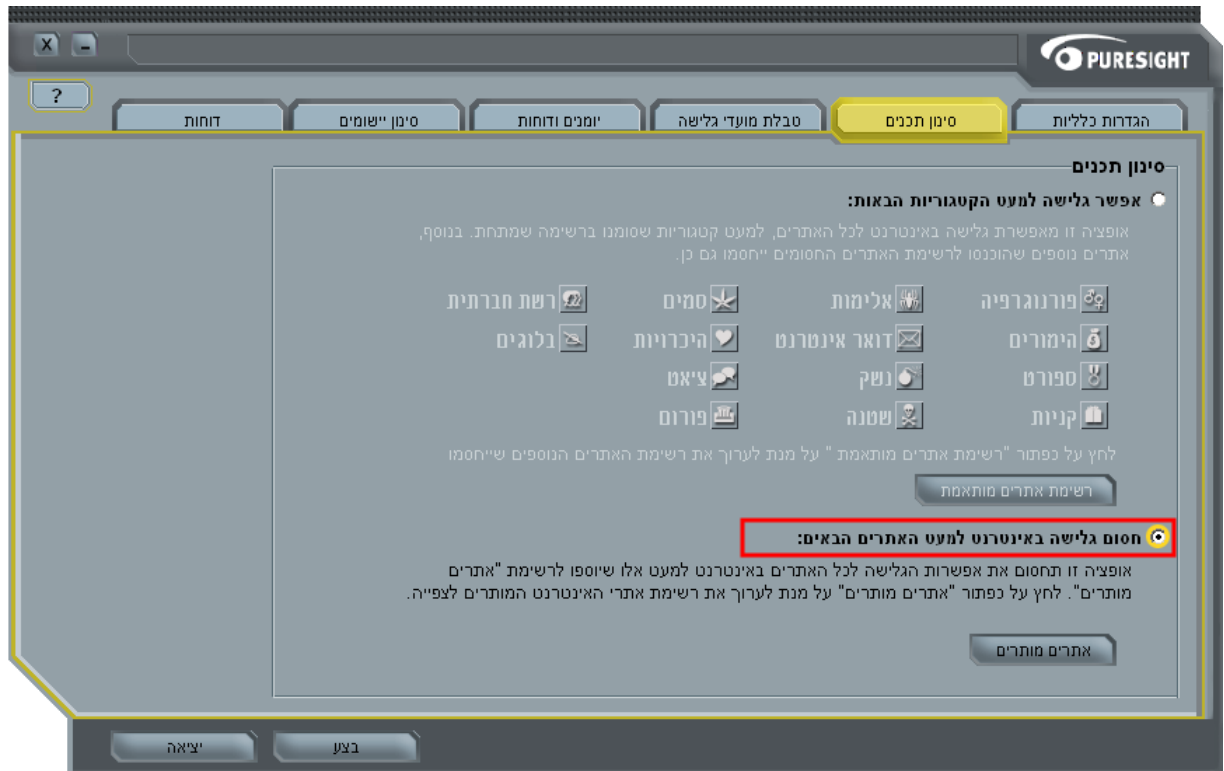 X
PURESIGHT
?
הגדרות כלליות
סינון תכנים
טבלת מועדי גלישה
יומנים ודוחות
סינון יישומים
דוחות
סינון תכנים
אפשר גלישה למעט הקטגוריות הבאות:
אופציה זו מאפשרת גלישה באינטרנט לכל האתרים, למעט קטגוריות שסומנו ברשימה שמתחת. בנוסף,
אתרים נוספים שהוכנסו לרשימת האתרים החסומים ייחסמו גם כן.
פורנוגרפיה אלימות סמים רשת חברתית
הימורים דואר אינטרנט היכרויות בלוגים
ספורט נשק צ'אט
קניות שטנה פורום
לחץ על כפתור "רשימת אתרים מותאמת " על מנת לערוך את רשימת האתרים הנוספים שייחסמו
רשימת אתרים מותאמת
חסום גלישה באינטרנט למעט האתרים הבאים:
אופציה זו תחסום את אפשרות הגלישה לכל האתרים באינטרנט למעט אלו שיוספו לרשימת "אתרים
מותרים". לחץ על כפתור "אתרים מותרים" על מנת לערוך את רשימת אתרי האינטרנט המותרים לצפייה.
אתרים מותרים
בצע
יציאה